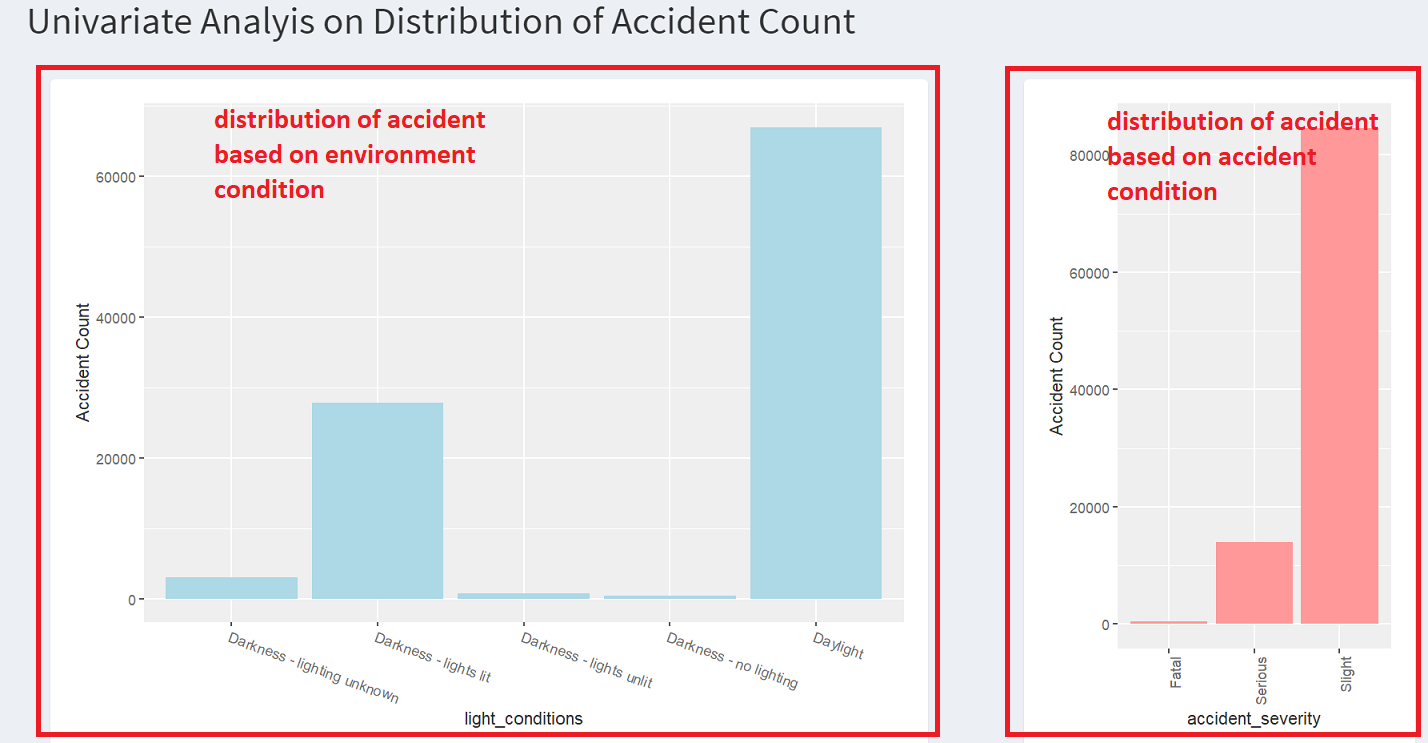 Univariate Analyis on Distribution of Accident Count
distribution of accident
based on environment
condition
60000
40000
20000
0
Accident Count
Darkness - lighting unknown
Darkness - lights lit
Darkness - lights unlit
Darkness - no lighting
Daylight
light_conditions
distribution of accident
based on accident
condition
80000
60000
40000
20000
0
Accident Count
Fatal
Serious
Slight
accident_severity